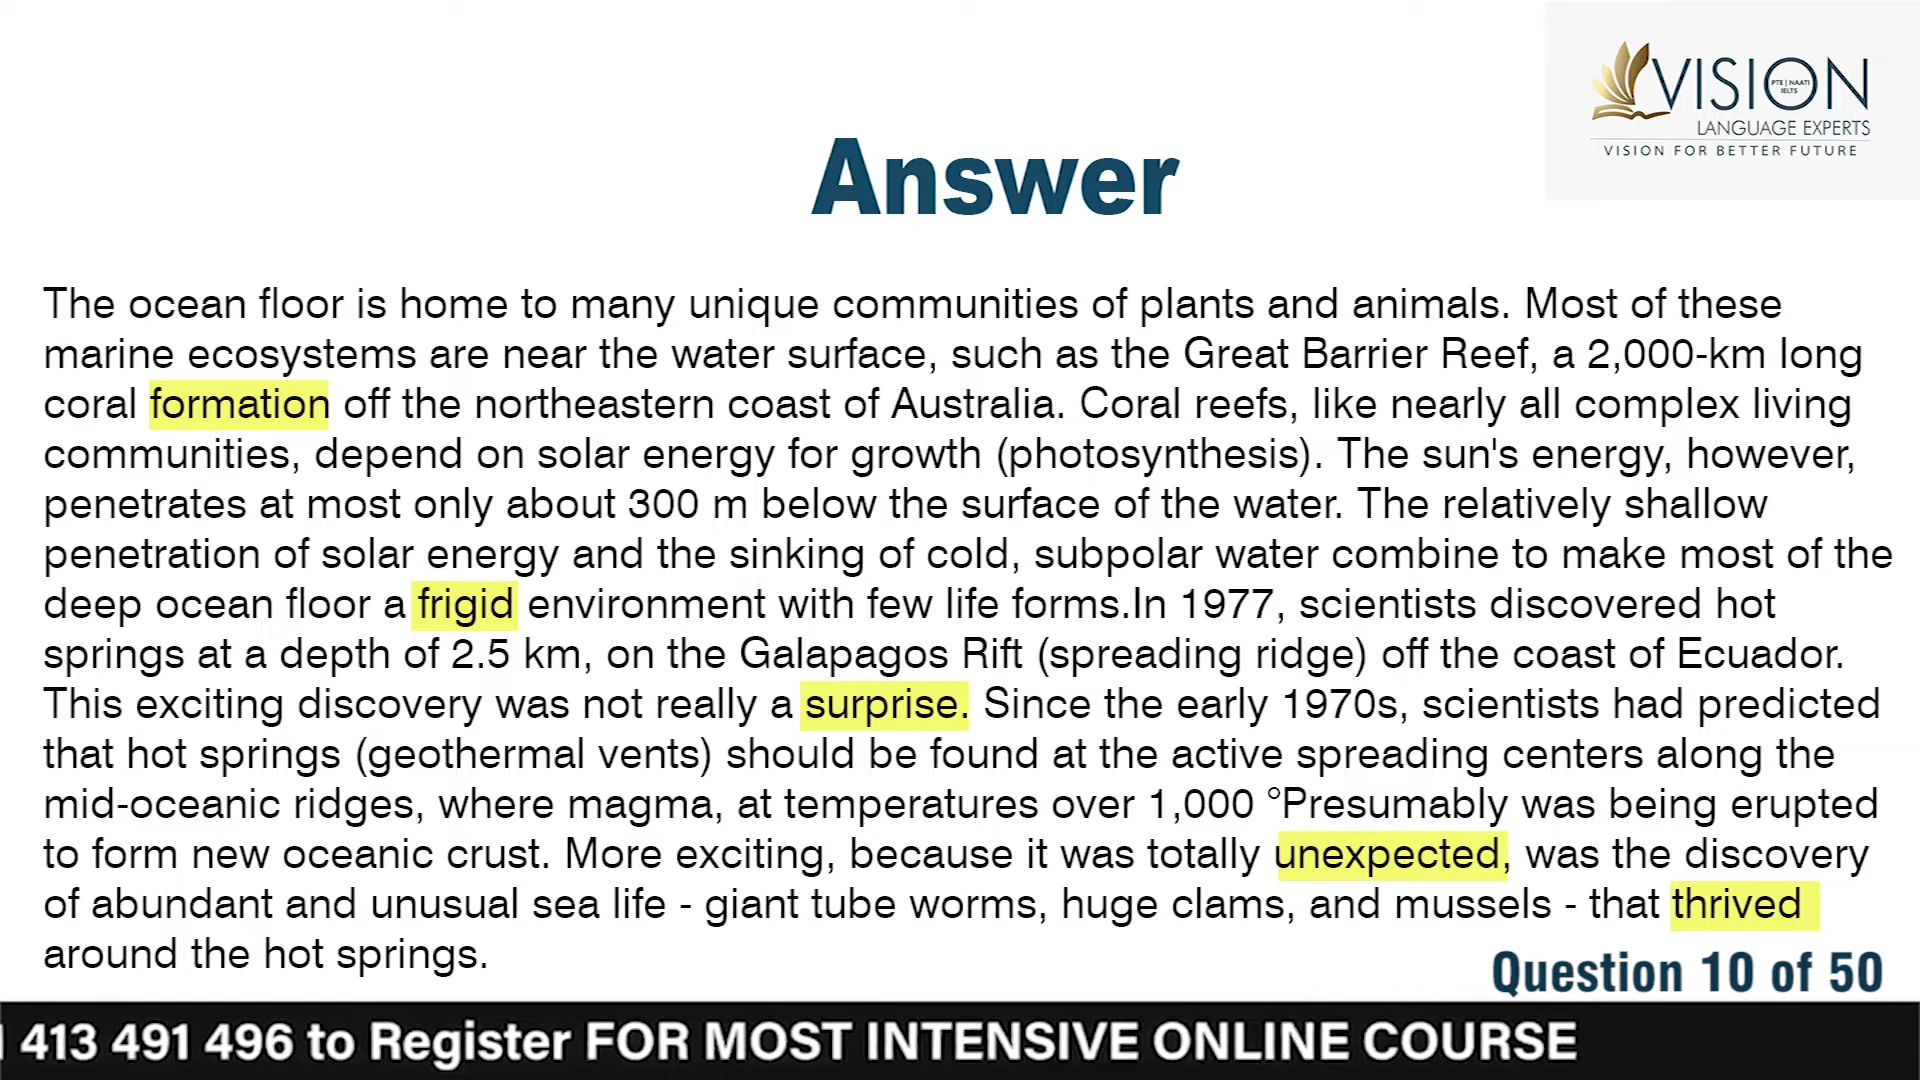 VISION
PTE | NAATI
IELTS
LANGUAGE EXPERTS
VISION FOR BETTER FUTURE
Answer
The ocean floor is home to many unique communities of plants and animals. Most of these
marine ecosystems are near the water surface, such as the Great Barrier Reef, a 2,000-km long
coral formation off the northeastern coast of Australia. Coral reefs, like nearly all complex living
communities, depend on solar energy for growth (photosynthesis). The sun's energy, however,
penetrates at most only about 300 m below the surface of the water. The relatively shallow
penetration of solar energy and the sinking of cold, subpolar water combine to make most of the
deep ocean floor a frigid environment with few life forms.In 1977, scientists discovered hot
springs at a depth of 2.5 km, on the Galapagos Rift (spreading ridge) off the coast of Ecuador.
This exciting discovery was not really a surprise. Since the early 1970s, scientists had predicted
that hot springs (geothermal vents) should be found at the active spreading centers along the
mid-oceanic ridges, where magma, at temperatures over 1,000 °Presumably was being erupted
to form new oceanic crust. More exciting, because it was totally unexpected, was the discovery
of abundant and unusual sea life - giant tube worms, huge clams, and mussels - that thrived
around the hot springs.
Question 10 of 50
413 491 496 to Register FOR MOST INTENSIVE ONLINE COURSE